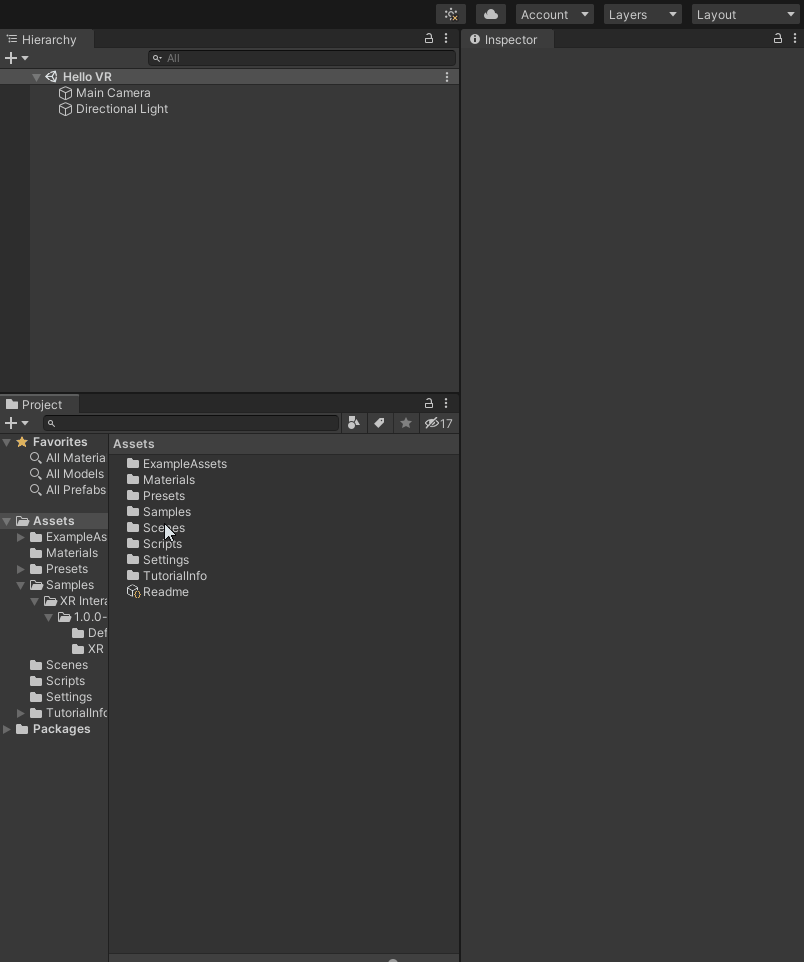 Account Layers Layout
Hierarchy
All
Hello VR
Main Camera
Directional Light
Inspector
Project
17
Favorites
All Materia
All Models
All Prefabs
Assets
ExampleAs
Materials
Presets
Samples
XR Intera
1.0.0-
Def
XR
Scenes
Scripts
Settings
TutorialInfo
Packages
Assets
ExampleAssets
Materials
Presets
Samples
Scenes
Scripts
Settings
TutorialInfo
Readme